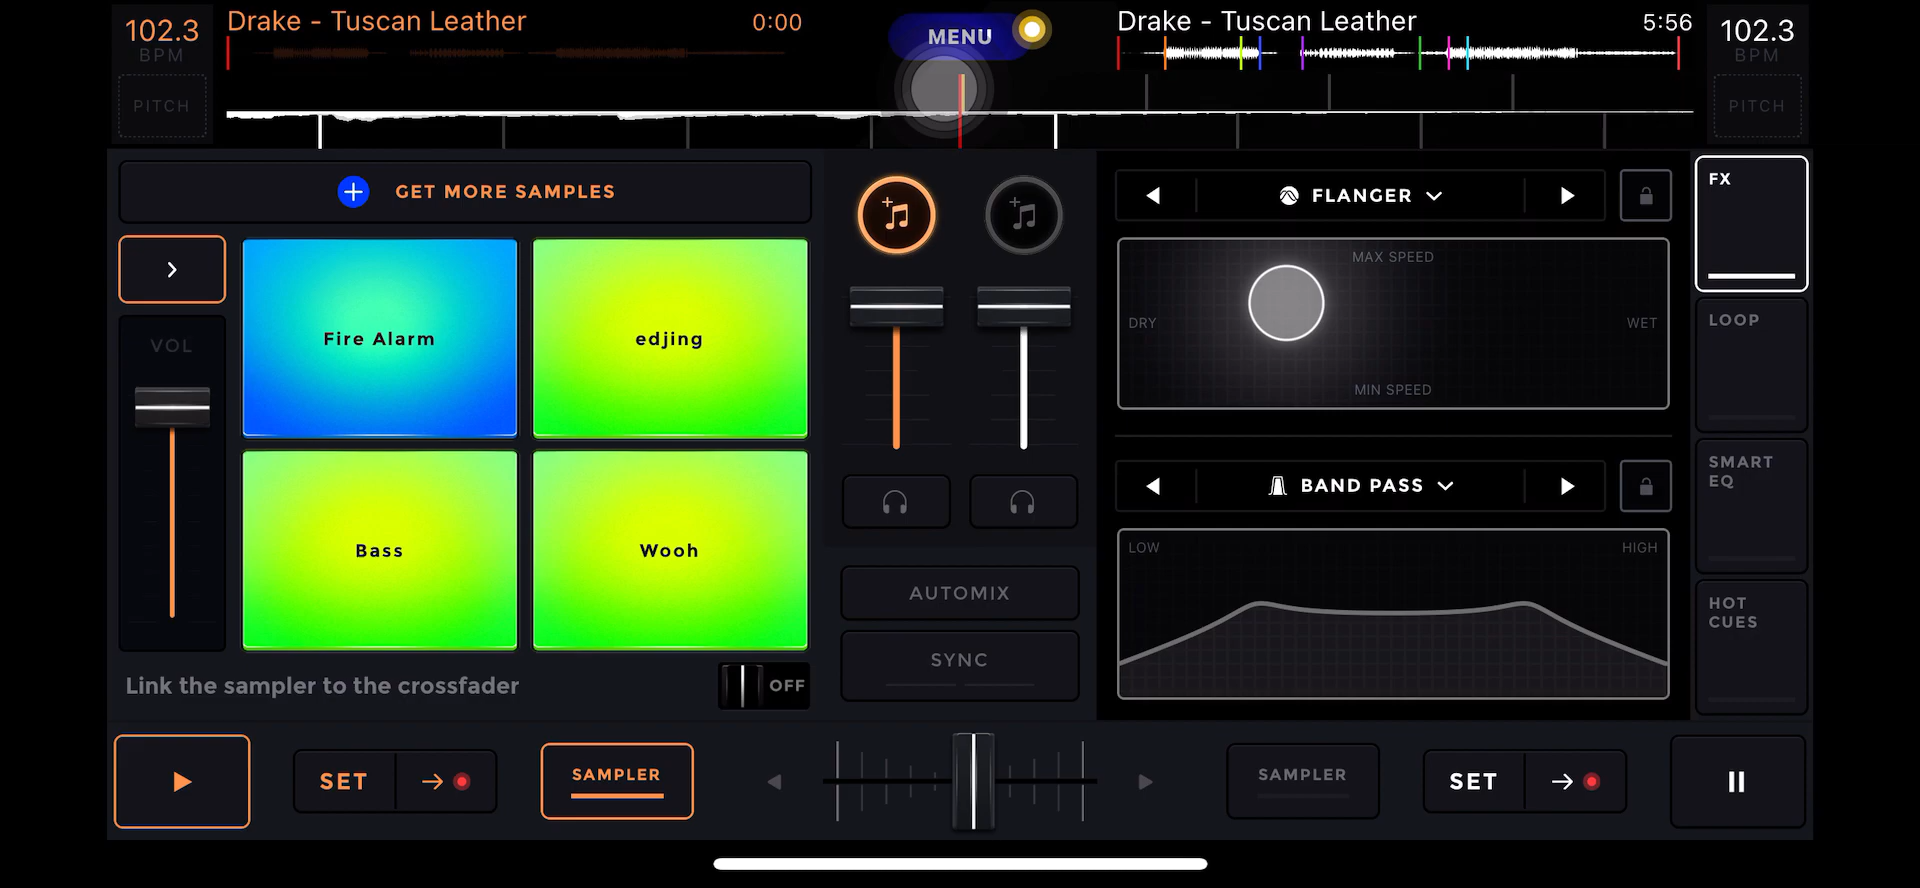 102.3
BPM
PITCH
Drake - Tuscan Leather
0:00
MENU
Drake - Tuscan Leather
5:56
102.3
BPM
PITCH
GET MORE SAMPLES
VOL
Fire Alarm
edjing
Bass
Wooh
Link the sampler to the crossfader
OFF
AUTOMIX
SYNC
FLANGER
MAX SPEED
DRY
WET
MIN SPEED
BAND PASS
LOW
HIGH
FX
LOOP
SMART
EQ
HOT
CUES
SET
SAMPLER
SAMPLER
SET